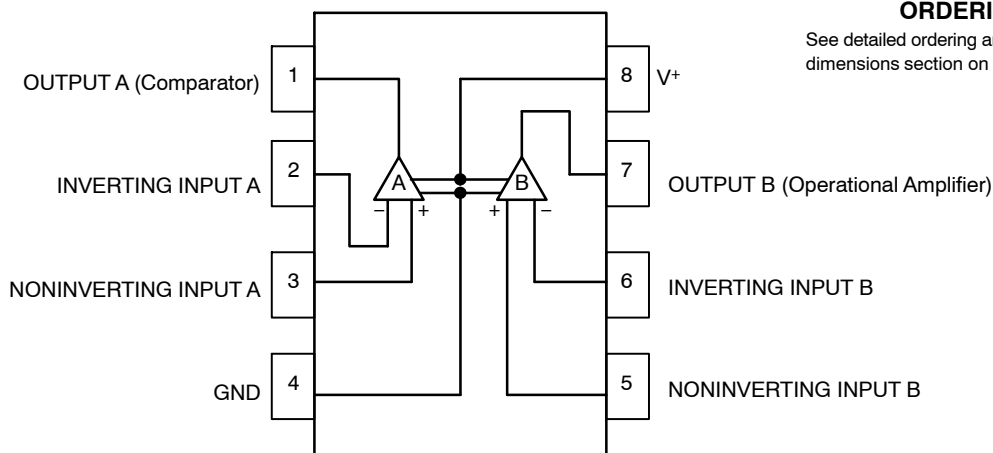 ORDERI
See detailed ordering a
dimensions section on
OUTPUT A (Comparator)
1
8
V+
INVERTING INPUT A
2
7
OUTPUT B (Operational Amplifier)
A
B
− +
+ −
NONINVERTING INPUT A
3
6
INVERTING INPUT B
GND
4
5
NONINVERTING INPUT B